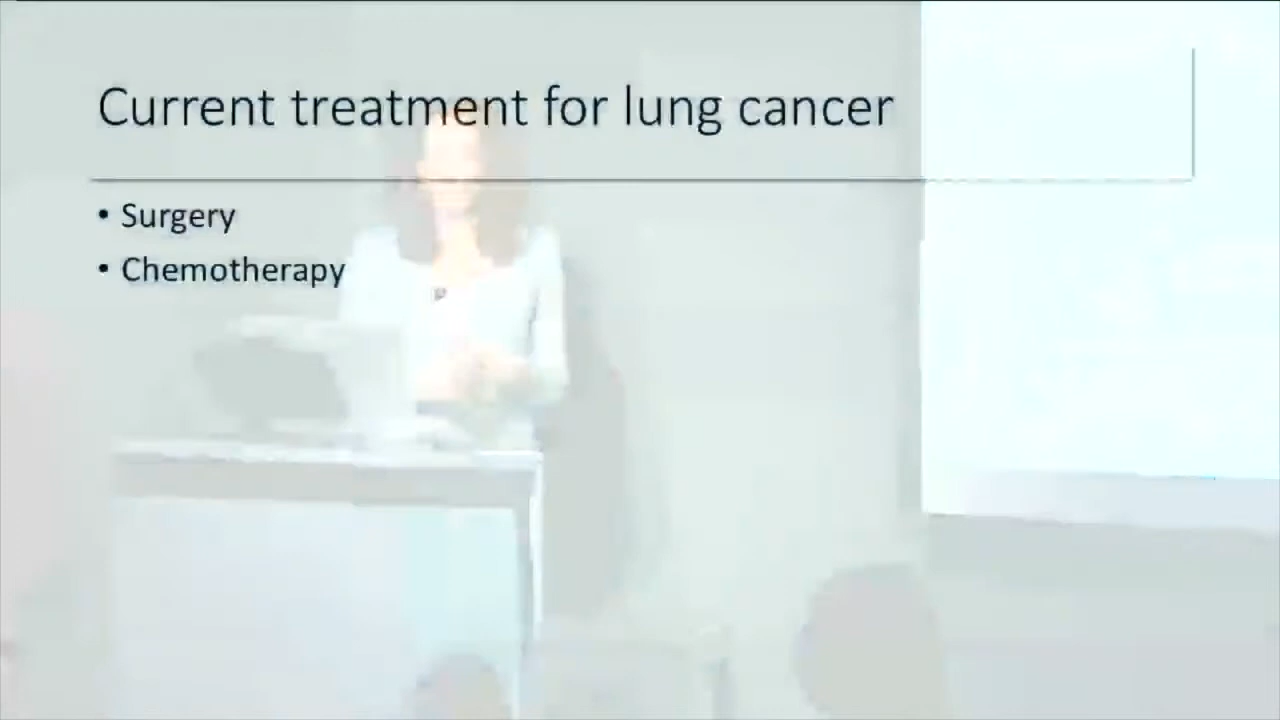 Current treatment for lung cancer
• Surgery
• Chemotherapy